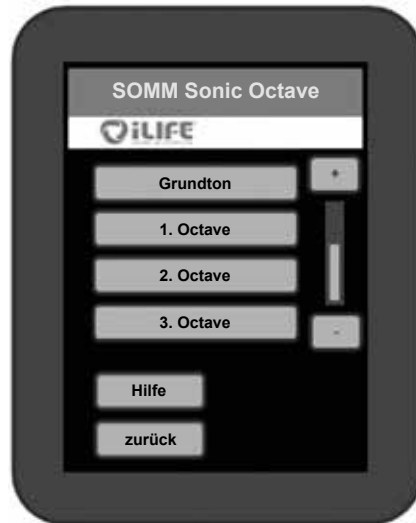 SOMM Sonic Octave
iLIFE
Grundton
+
1. Octave
2. Octave
3. Octave
-
Hilfe
zurück